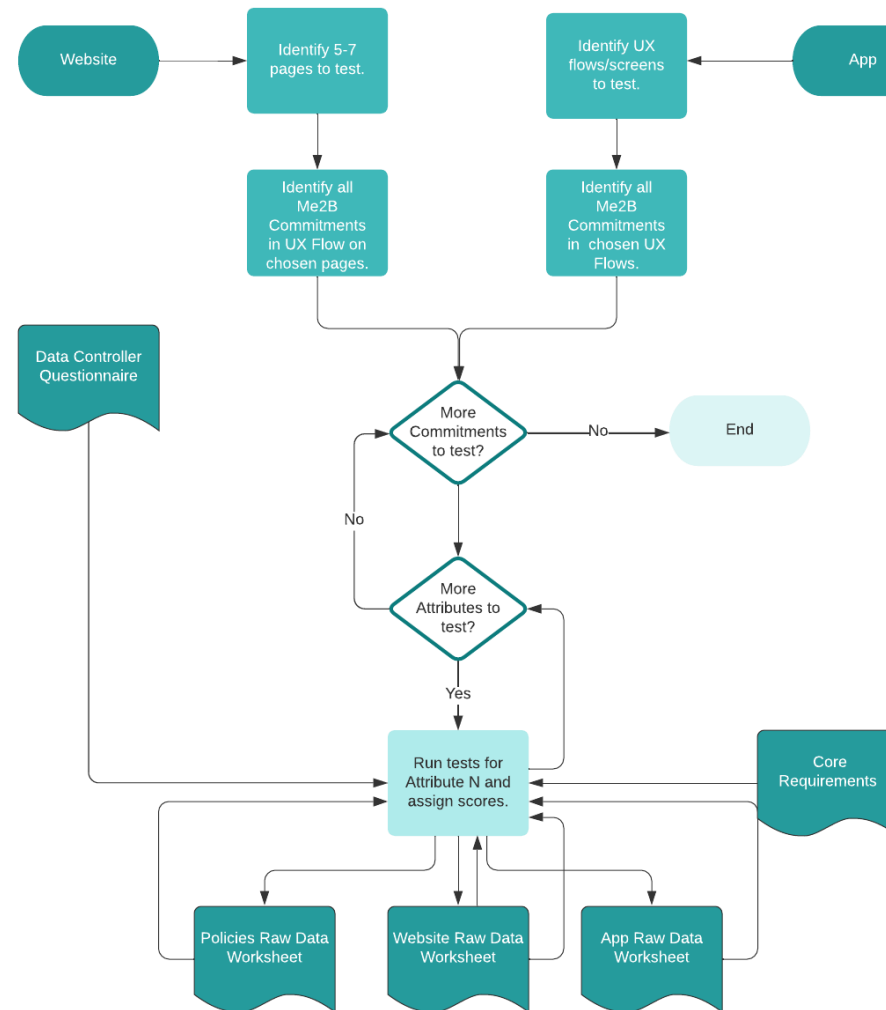 Website
Identify 5-7
pages to test.
Identify UX
flows/screens
to test.
App
Identify all
Me2B
Commitments
in UX Flow on
chosen pages.
Identify all
Me2B
Commitments
in chosen UX
Flows.
Data Controller
Questionnaire
More
Commitments
to test?
No
End
No
More
Attributes to
test?
Yes
Run tests for
Attribute N and
assign scores.
Core
Requirements
Policies Raw Data
Worksheet
Website Raw Data
Worksheet
App Raw Data
Worksheet